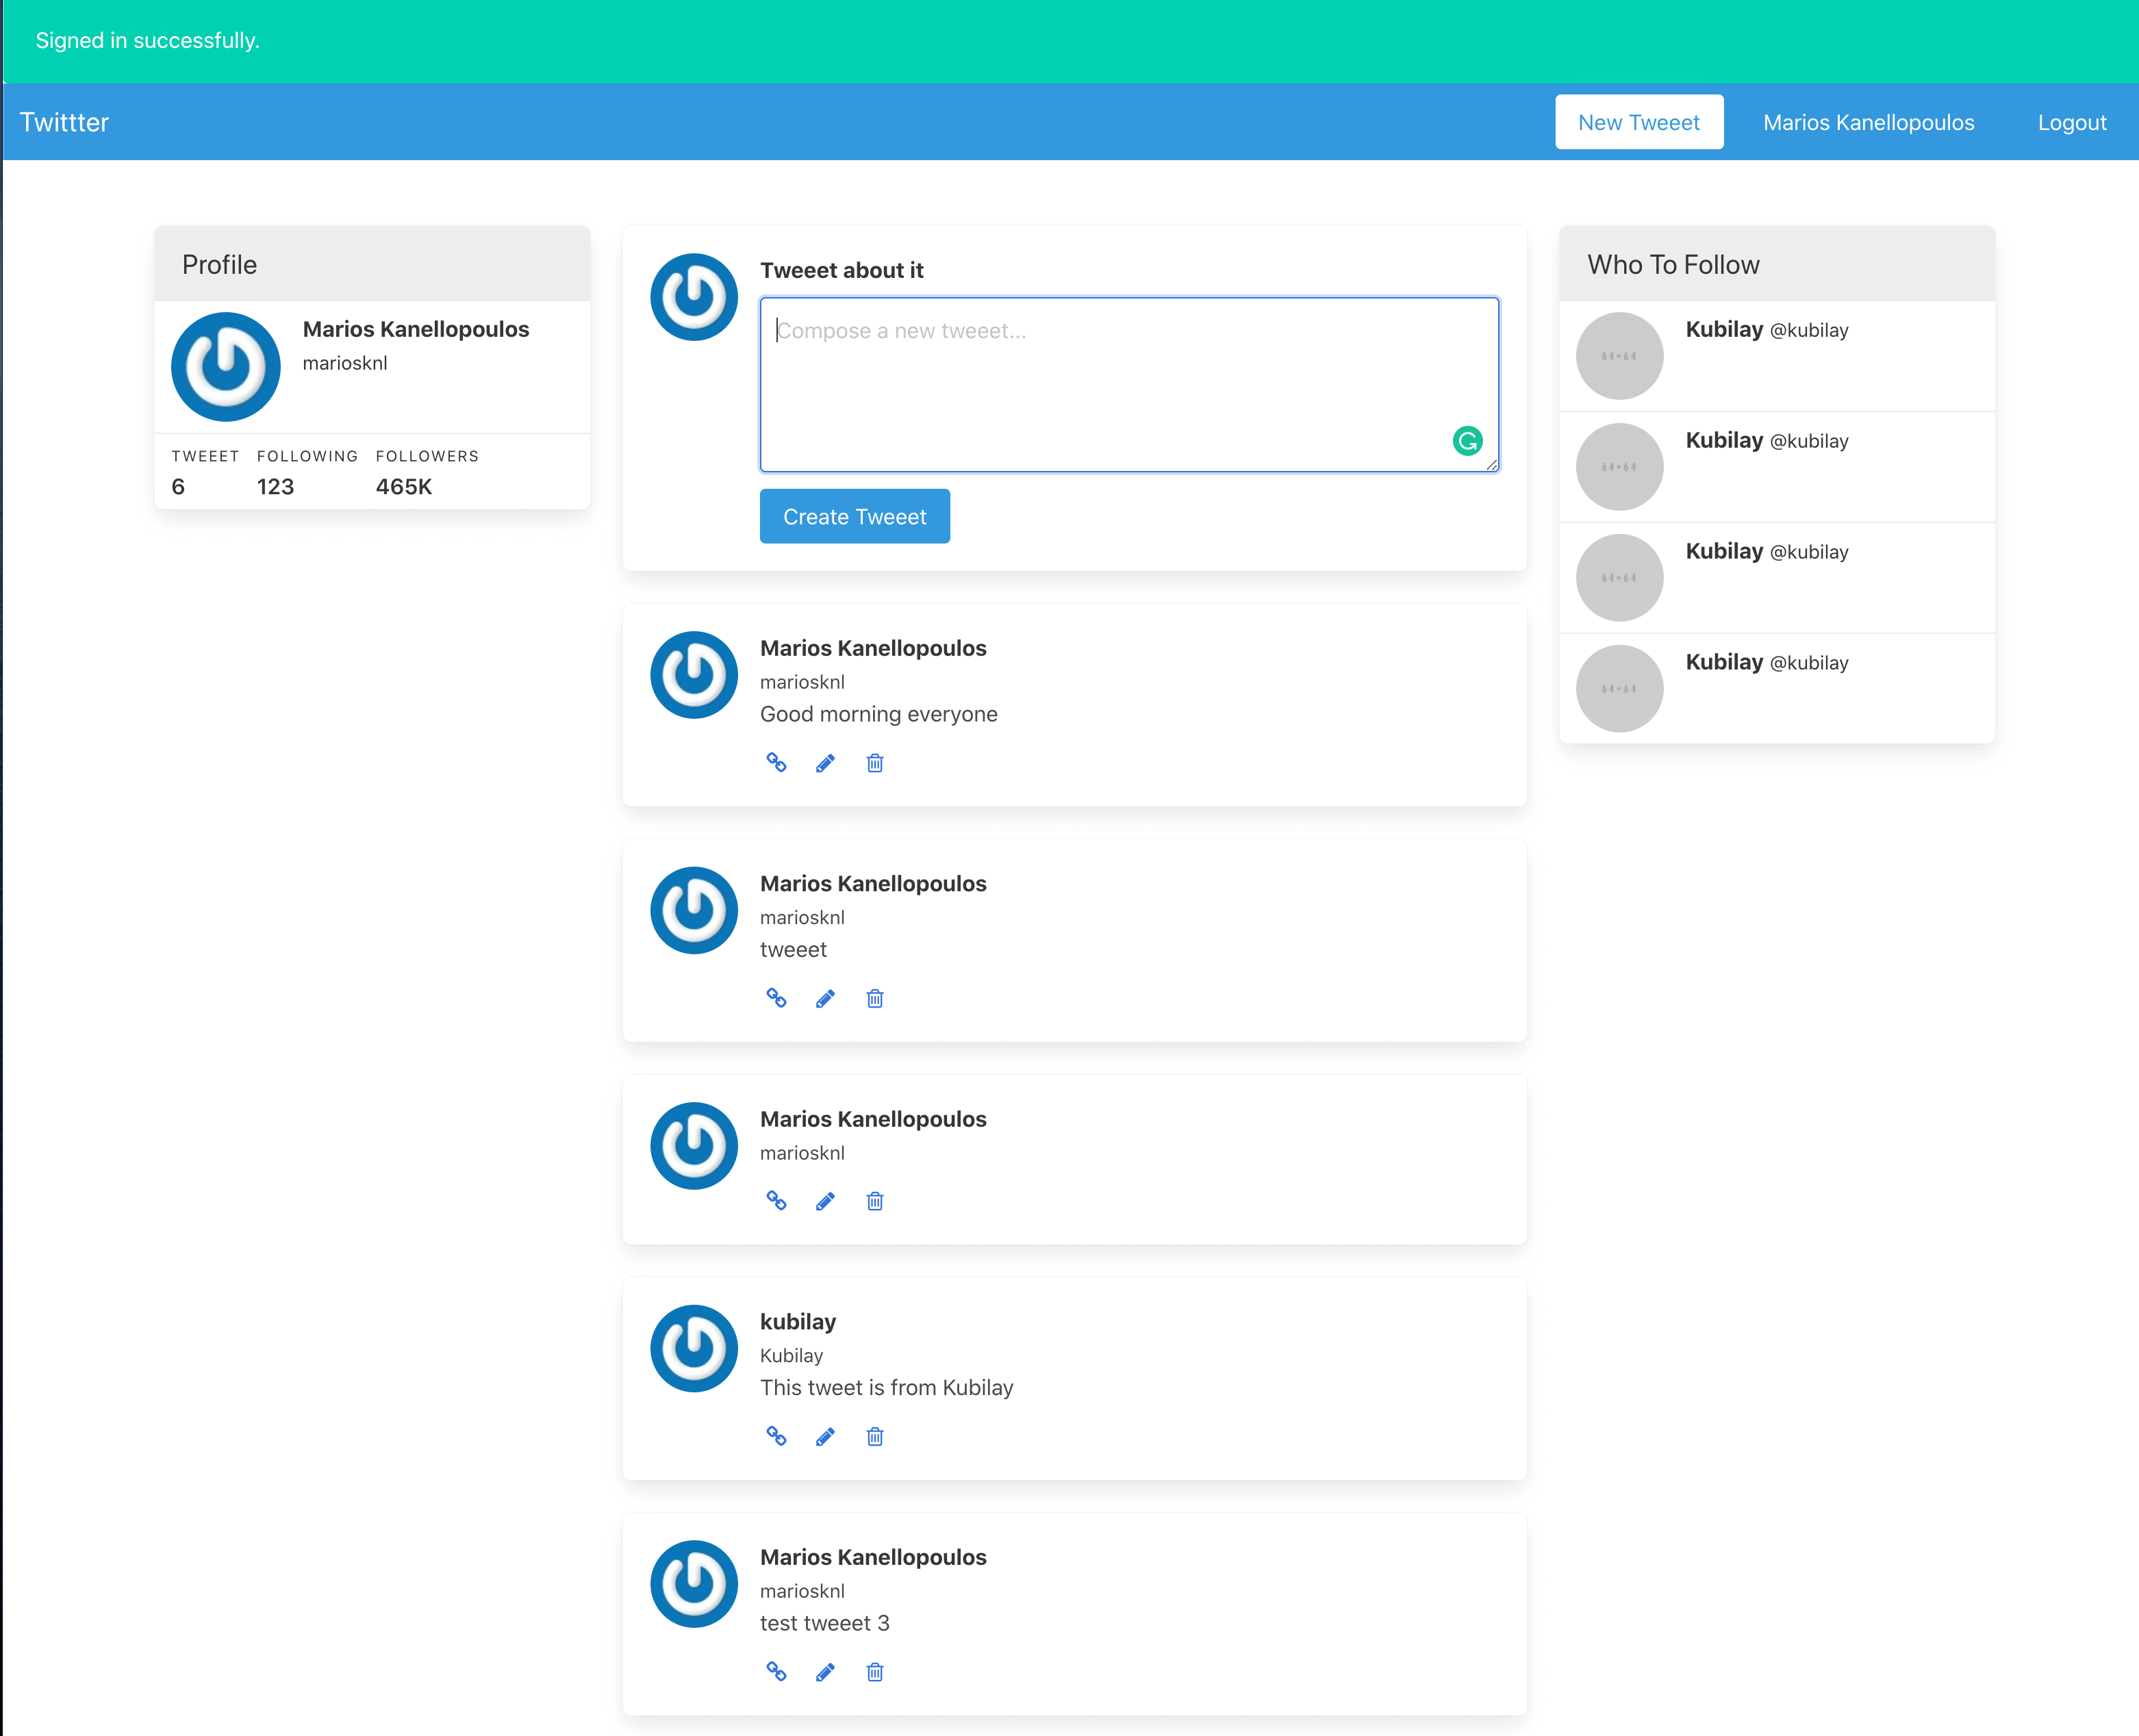 Signed in successfully.
Twittter
New Tweeet
Marios Kanellopoulos
Logout
Profile
Marios Kanellopoulos
mariosknl
TWEEET FOLLOWING FOLLOWERS
6 123 465K
Tweeet about it
Compose a new tweeet...
Create Tweeet
Marios Kanellopoulos
mariosknl
Good morning everyone
Marios Kanellopoulos
mariosknl
tweeet
Marios Kanellopoulos
mariosknl
kubilay
Kubilay
This tweet is from Kubilay
Marios Kanellopoulos
mariosknl
test tweeet 3
Who To Follow
Kubilay @kubilay
Kubilay @kubilay
Kubilay @kubilay
Kubilay @kubilay